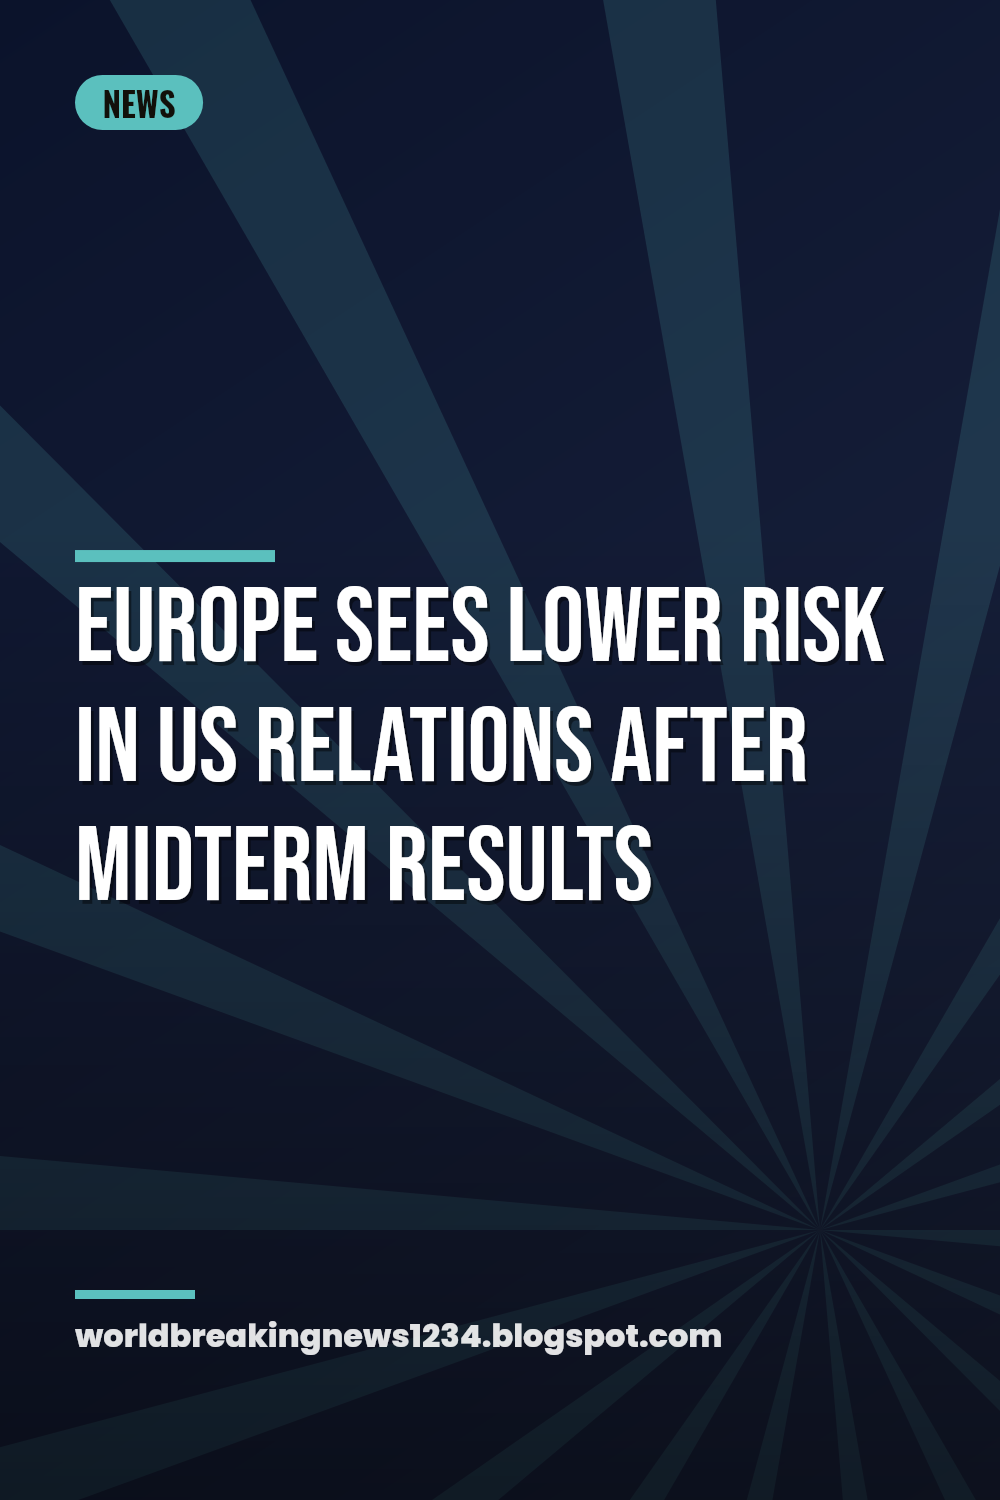 NEWS
EUROPE SEES LOWER RISK
IN US RELATIONS AFTER
MIDTERM RESULTS
worldbreakingnews1234.blogspot.com